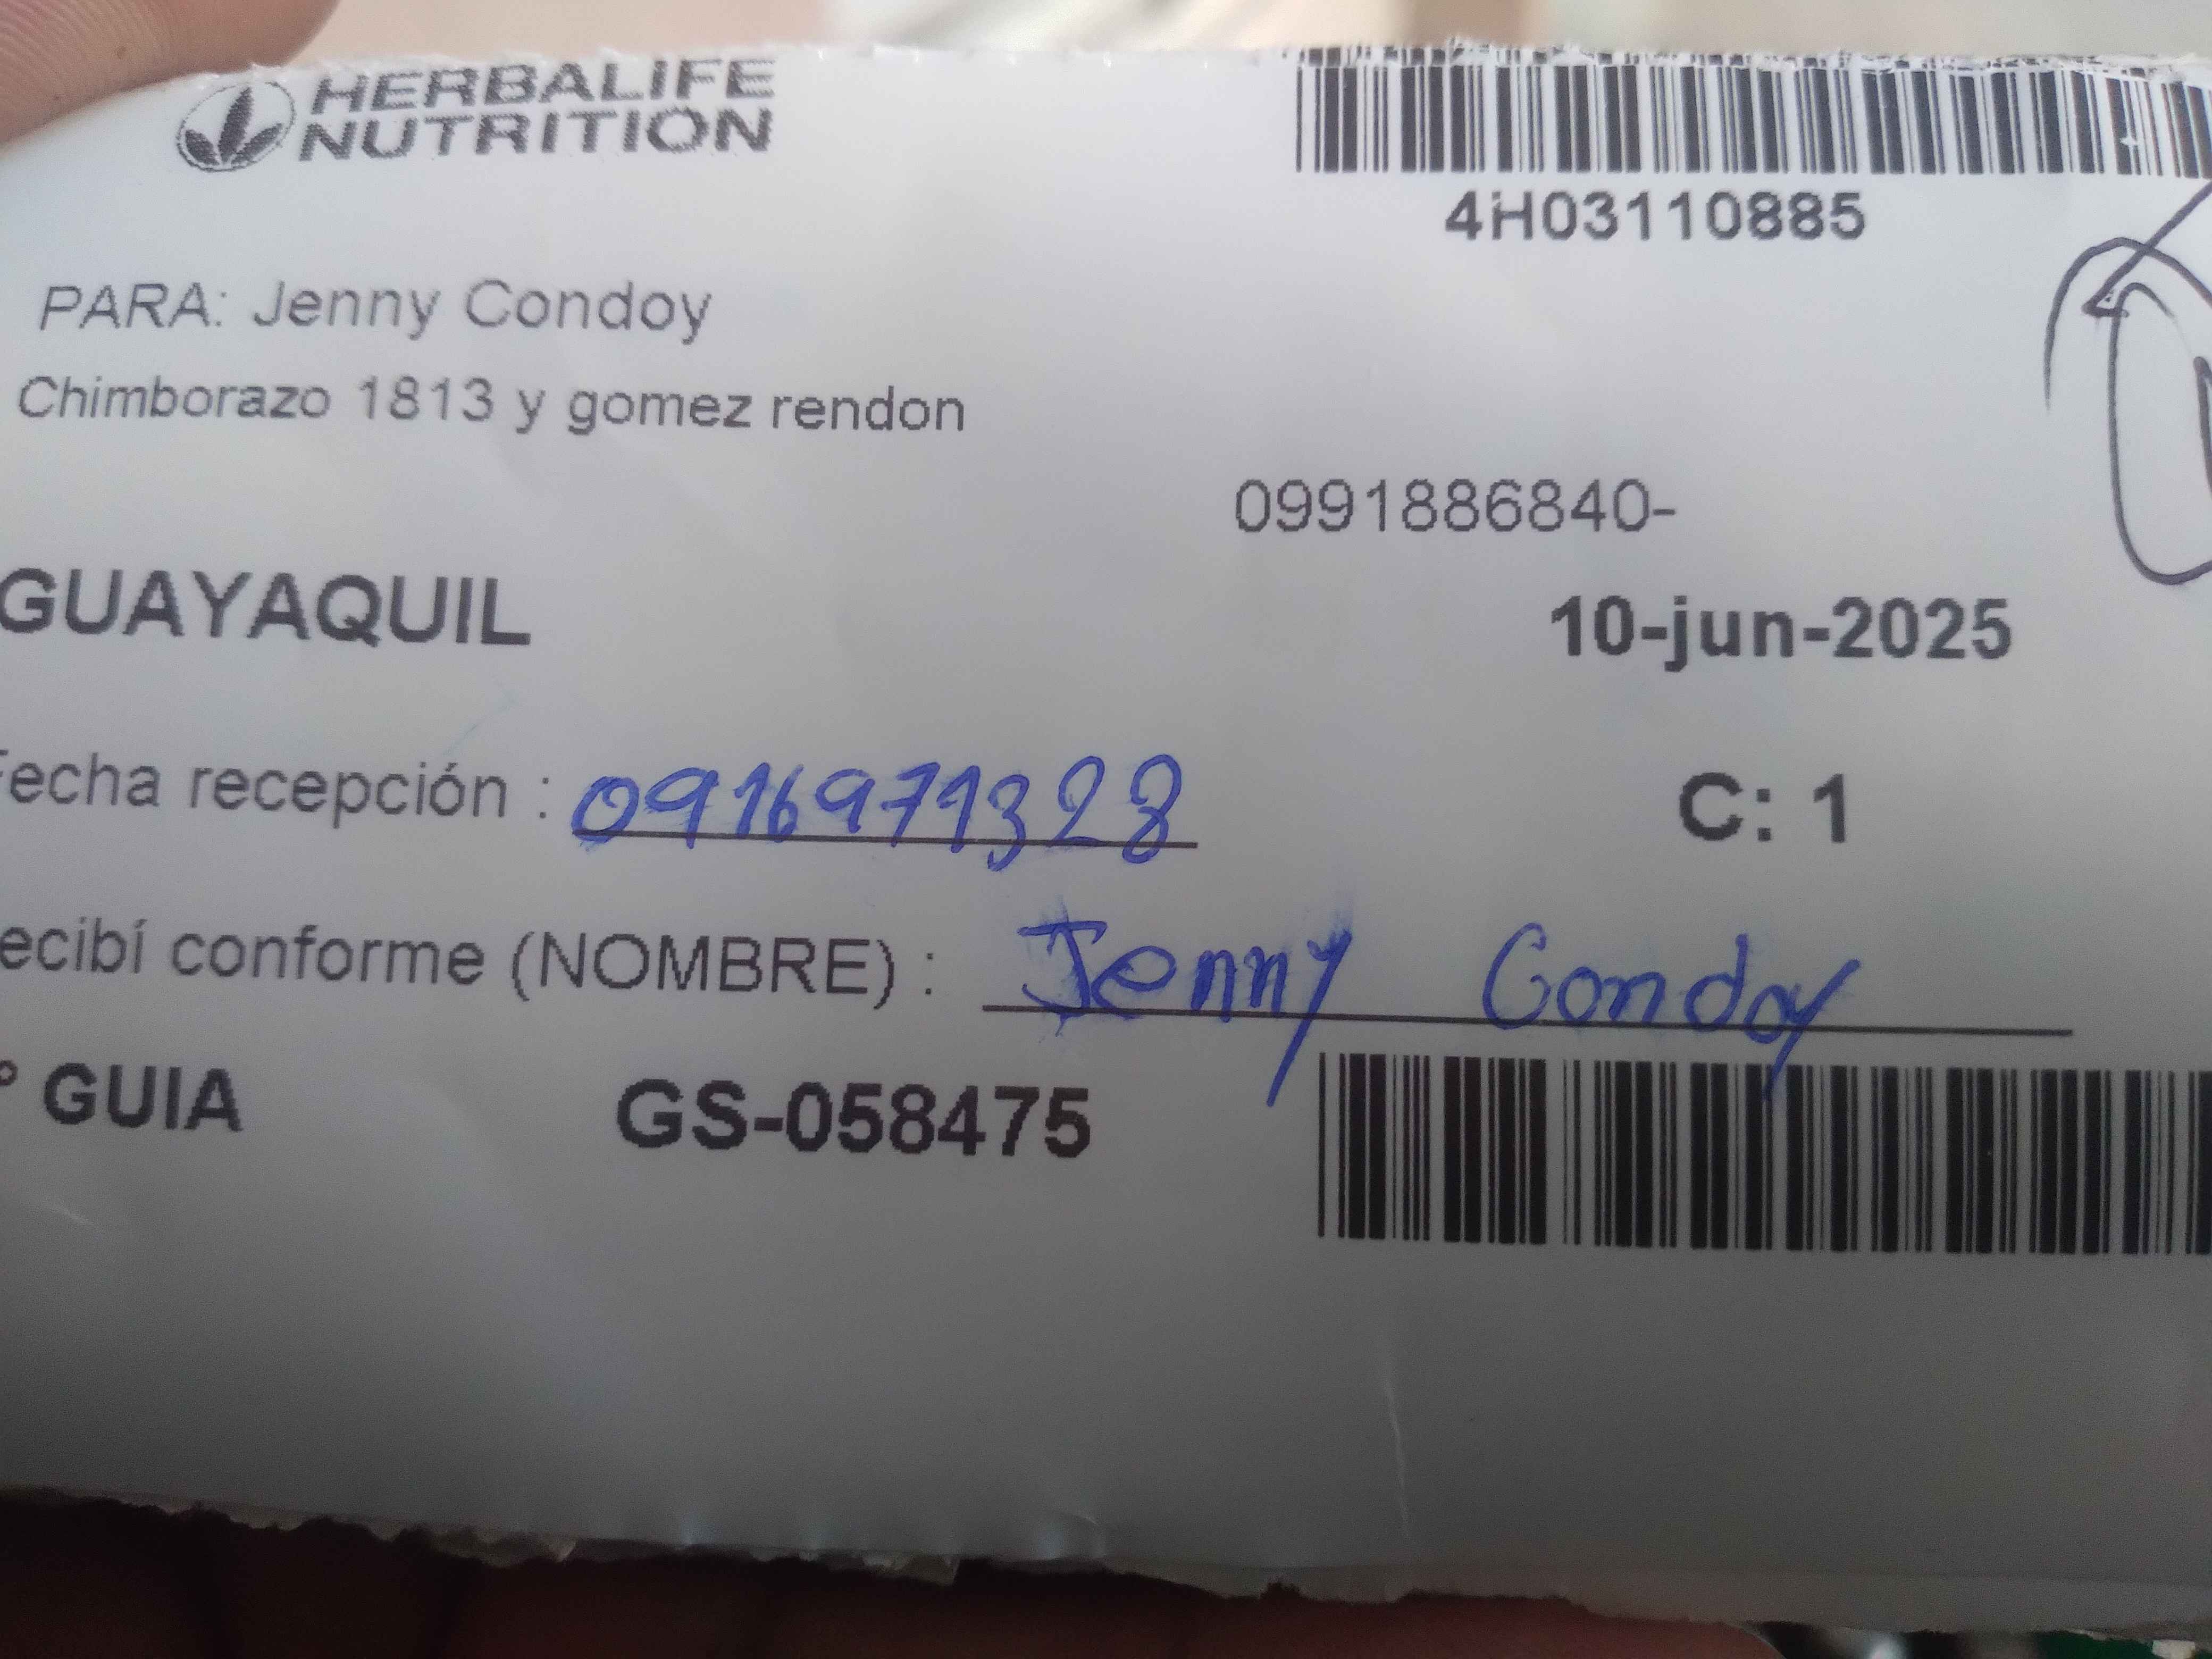 HERBALIFE
NUTRITION
4H03110885
PARA: Jenny Condoy
Chimborazo 1813 y gomez rendon
0991886840-
GUAYAQUIL
10-jun-2025
Fecha recepción : 0916971328
C: 1
ecibí conforme (NOMBRE) : Jenny Condoy
° GUIA GS-058475